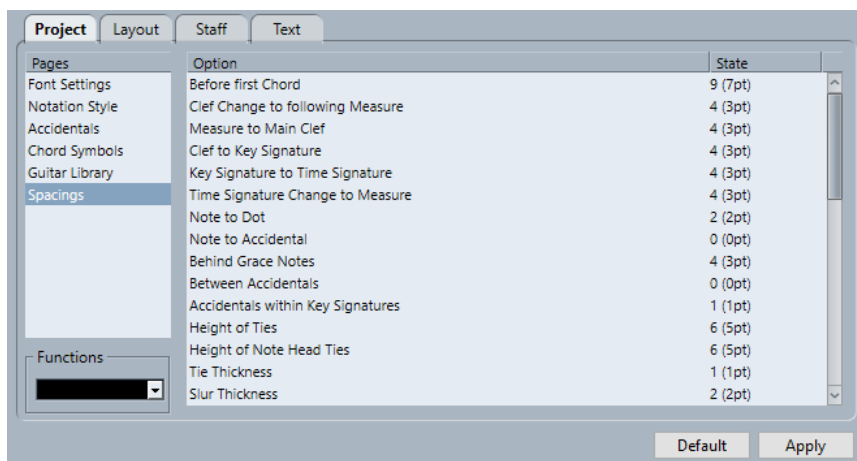 Project Layout Staff Text
Pages Option State
Font Settings Before first Chord 9 (7pt)
Notation Style Clef Change to following Measure 4 (3pt)
Accidentals Measure to Main Clef 4 (3pt)
Chord Symbols Clef to Key Signature 4 (3pt)
Guitar Library Key Signature to Time Signature 4 (3pt)
Spacings Time Signature Change to Measure 4 (3pt)
Note to Dot 2 (2pt)
Note to Accidental 0 (0pt)
Behind Grace Notes 4 (3pt)
Between Accidentals 0 (0pt)
Accidentals within Key Signatures 1 (1pt)
Height of Ties 6 (5pt)
Functions Height of Note Head Ties 6 (5pt)
Tie Thickness 1 (1pt)
Slur Thickness 2 (2pt)
Default Apply